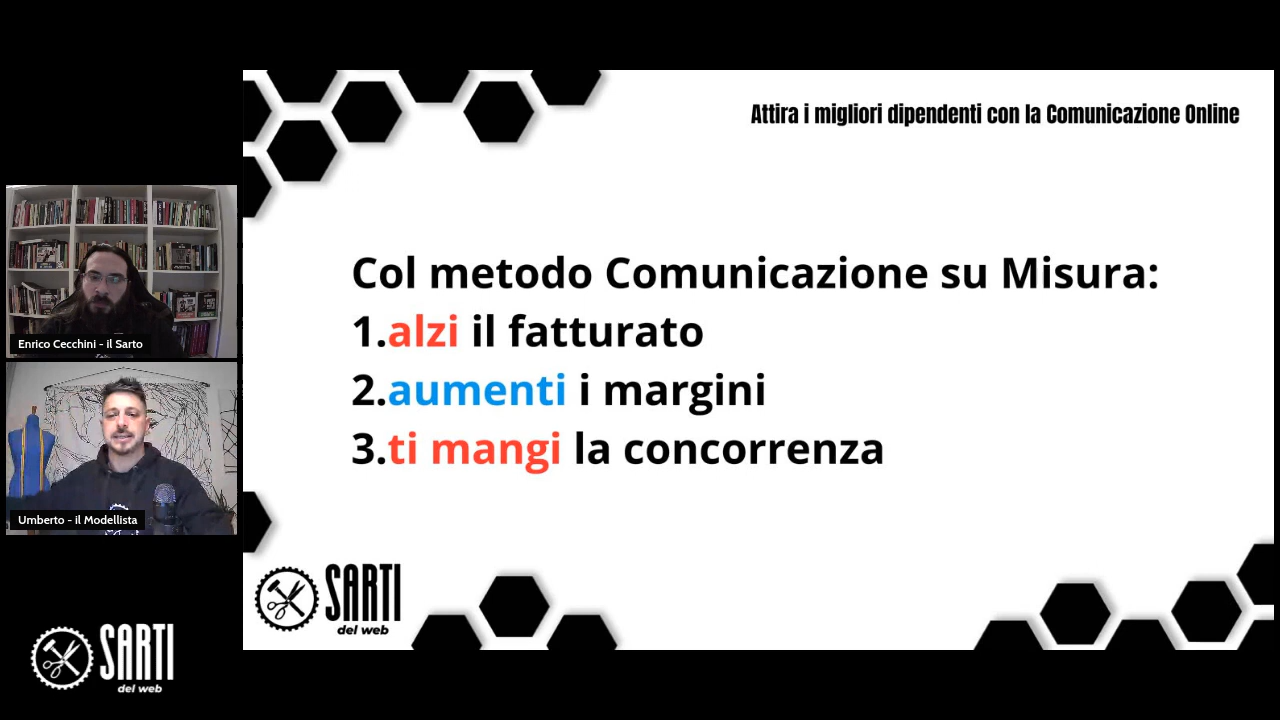 Attira i migliori dipendenti con la Comunicazione Online
Col metodo Comunicazione su Misura:
1.alzi il fatturato
2.aumenti i margini
3.ti mangi la concorrenza
Enrico Cecchini - il Sarto
Umberto - il Modellista
SARTI
del web
SARTI
del web